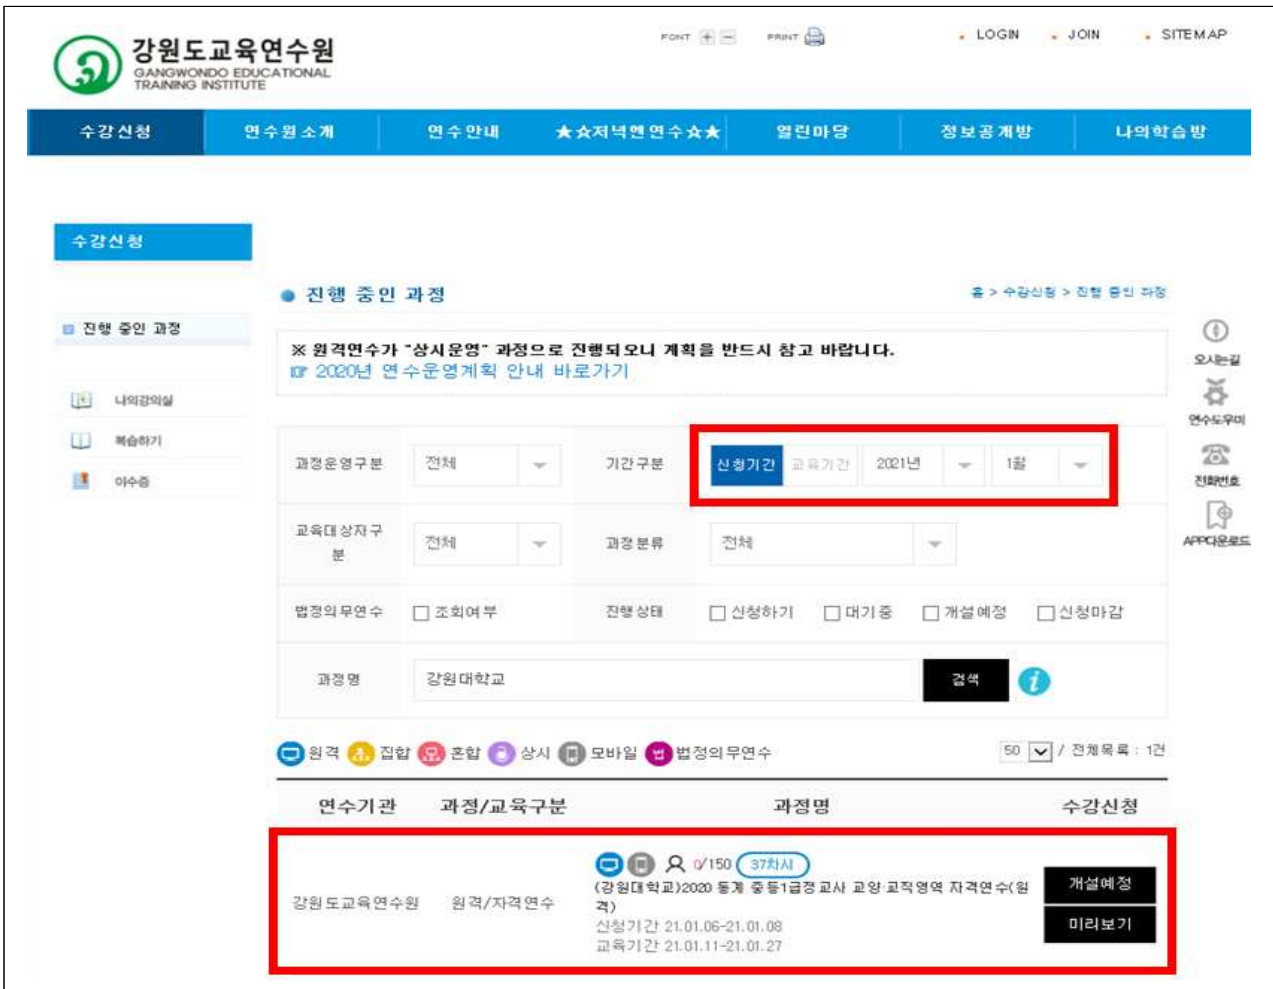 강원도교육연수원
GANGWONDO EDUCATIONAL
TRAINING INSTITUTE
FONT + - PRINT
LOGIN JOIN SITEMAP
수강신청 연수원소개 연수안내 ★☆저녁엔연수☆★ 열린마당 정보공개방 나의학습방
수강신청
진행 중인 과정
나의강의실
복습하기
이수증
진행 중인 과정
홈 > 수강신청 > 진행 중인 과정
※ 원격연수가 "상시운영" 과정으로 진행되오니 계획을 반드시 참고 바랍니다.
☞ 2020년 연수운영계획 안내 바로가기
과정운영구분 전체 기간구분 신청기간 교육기간 2021년 1월
교육대상자구분 전체 과정분류 전체
법정의무연수 조회여부 진행상태 신청하기 대기중 개설예정 신청마감
과정명 강원대학교 검색 i
원격 집합 혼합 상시 모바일 법 법정의무연수
50 / 전체목록 : 1건
연수기관 과정/교육구분 과정명 수강신청
강원도교육연수원 원격/자격연수
0/150 37차시
(강원대학교)2020 동계 중등1급정교사 교양·교직영역 자격연수(원
격)
신청기간 21.01.06-21.01.08
교육기간 21.01.11-21.01.27
개설예정
미리보기
오시는길
연수도우미
전화번호
APP다운로드